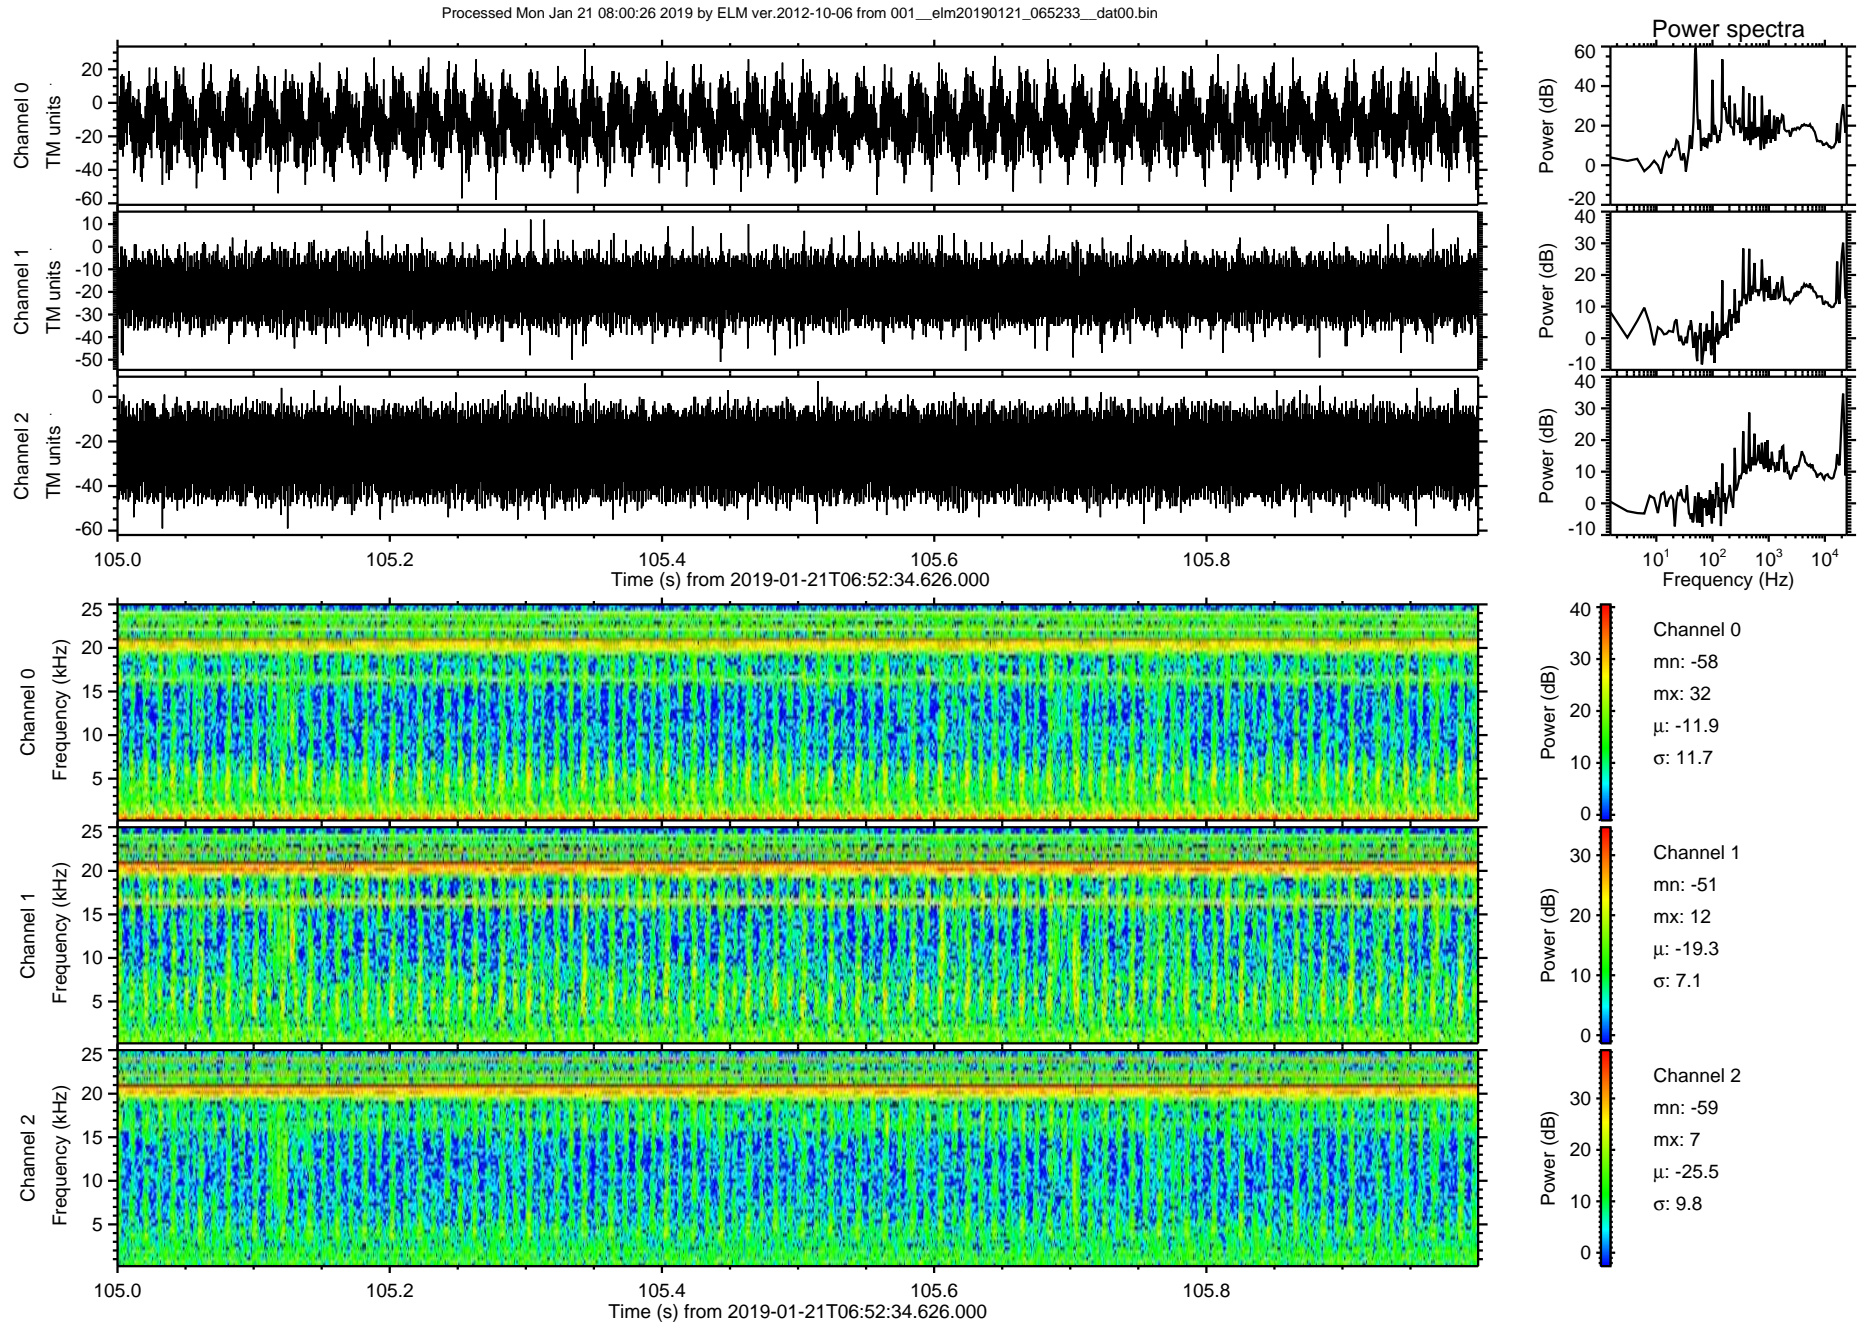 Processed Mon Jan 21 08:00:26 2019 by ELM ver.2012-10-06 from 001__elm20190121_065233__dat00.bin
Power spectra
Channel 0
TM units
20
0
-20
-40
-60
Power (dB)
60
40
20
0
-20
Channel 1
TM units
10
0
-10
-20
-30
-40
-50
Power (dB)
40
30
20
10
0
-10
Channel 2
TM units
0
-20
-40
-60
Power (dB)
40
30
20
10
0
-10
105.0 105.2 105.4 105.6 105.8
Time (s) from 2019-01-21T06:52:34.626.000
10¹ 10² 10³ 10⁴
Frequency (Hz)
Channel 0
Frequency (kHz)
25
20
15
10
5
Power (dB)
40
30
20
10
0
Channel 0
mn: -58
mx: 32
µ: -11.9
σ: 11.7
Channel 1
Frequency (kHz)
25
20
15
10
5
Power (dB)
30
20
10
0
Channel 1
mn: -51
mx: 12
µ: -19.3
σ: 7.1
Channel 2
Frequency (kHz)
25
20
15
10
5
Power (dB)
30
20
10
0
Channel 2
mn: -59
mx: 7
µ: -25.5
σ: 9.8
105.0 105.2 105.4 105.6 105.8
Time (s) from 2019-01-21T06:52:34.626.000